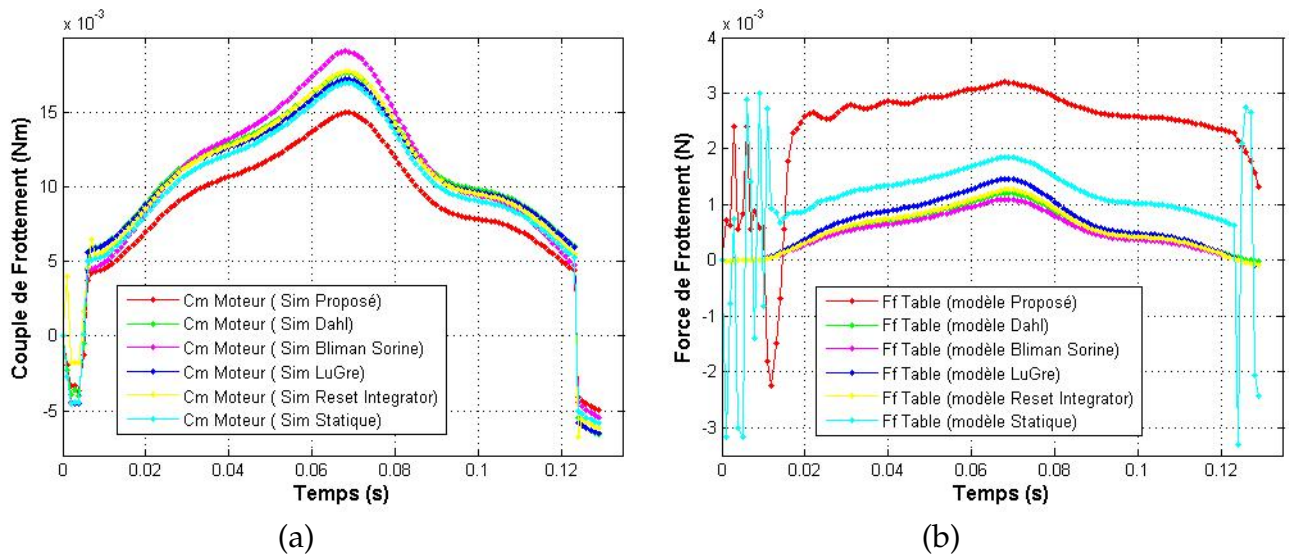 x 10⁻³
15
10
5
0
-5
Couple de Frottement (Nm)
Cm Moteur ( Sim Proposé)
Cm Moteur ( Sim Dahl)
Cm Moteur ( Sim Bliman Sorine)
Cm Moteur ( Sim LuGre)
Cm Moteur ( Sim Reset Integrator)
Cm Moteur ( Sim Statique)
0 0.02 0.04 0.06 0.08 0.1 0.12
Temps (s)
(a)
x 10⁻³
4
3
2
1
0
-1
-2
-3
Force de Frottement (N)
Ff Table (modèle Proposé)
Ff Table (modèle Dahl)
Ff Table (modèle Bliman Sorine)
Ff Table (modèle LuGre)
Ff Table (modèle Reset Integrator)
Ff Table (modèle Statique)
0 0.02 0.04 0.06 0.08 0.1 0.12
Temps (s)
(b)